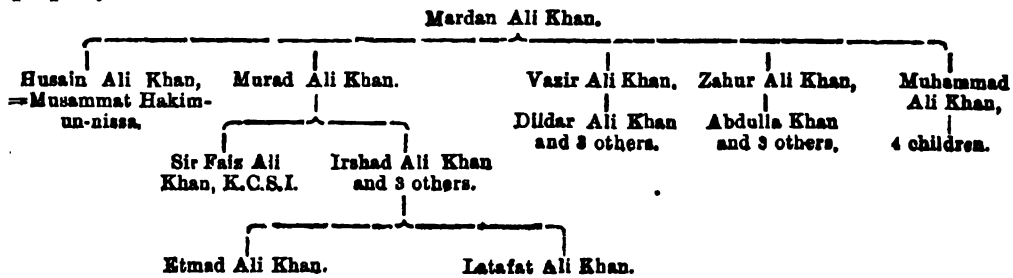 Mardan Ali Khan.
Husain Ali Khan, Murad Ali Khan. Vazir Ali Khan, Zahur Ali Khan, Muhammad
=Musammat Hakim- Ali Khan,
un-nissa. Dildar Ali Khan Abdulla Khan
and 3 others. and 3 others, 4 children.
Sir Faiz Ali Irshad Ali Khan
Khan, K.C.S.I. and 3 others.
Etmad Ali Khan. Latafat Ali Khan.